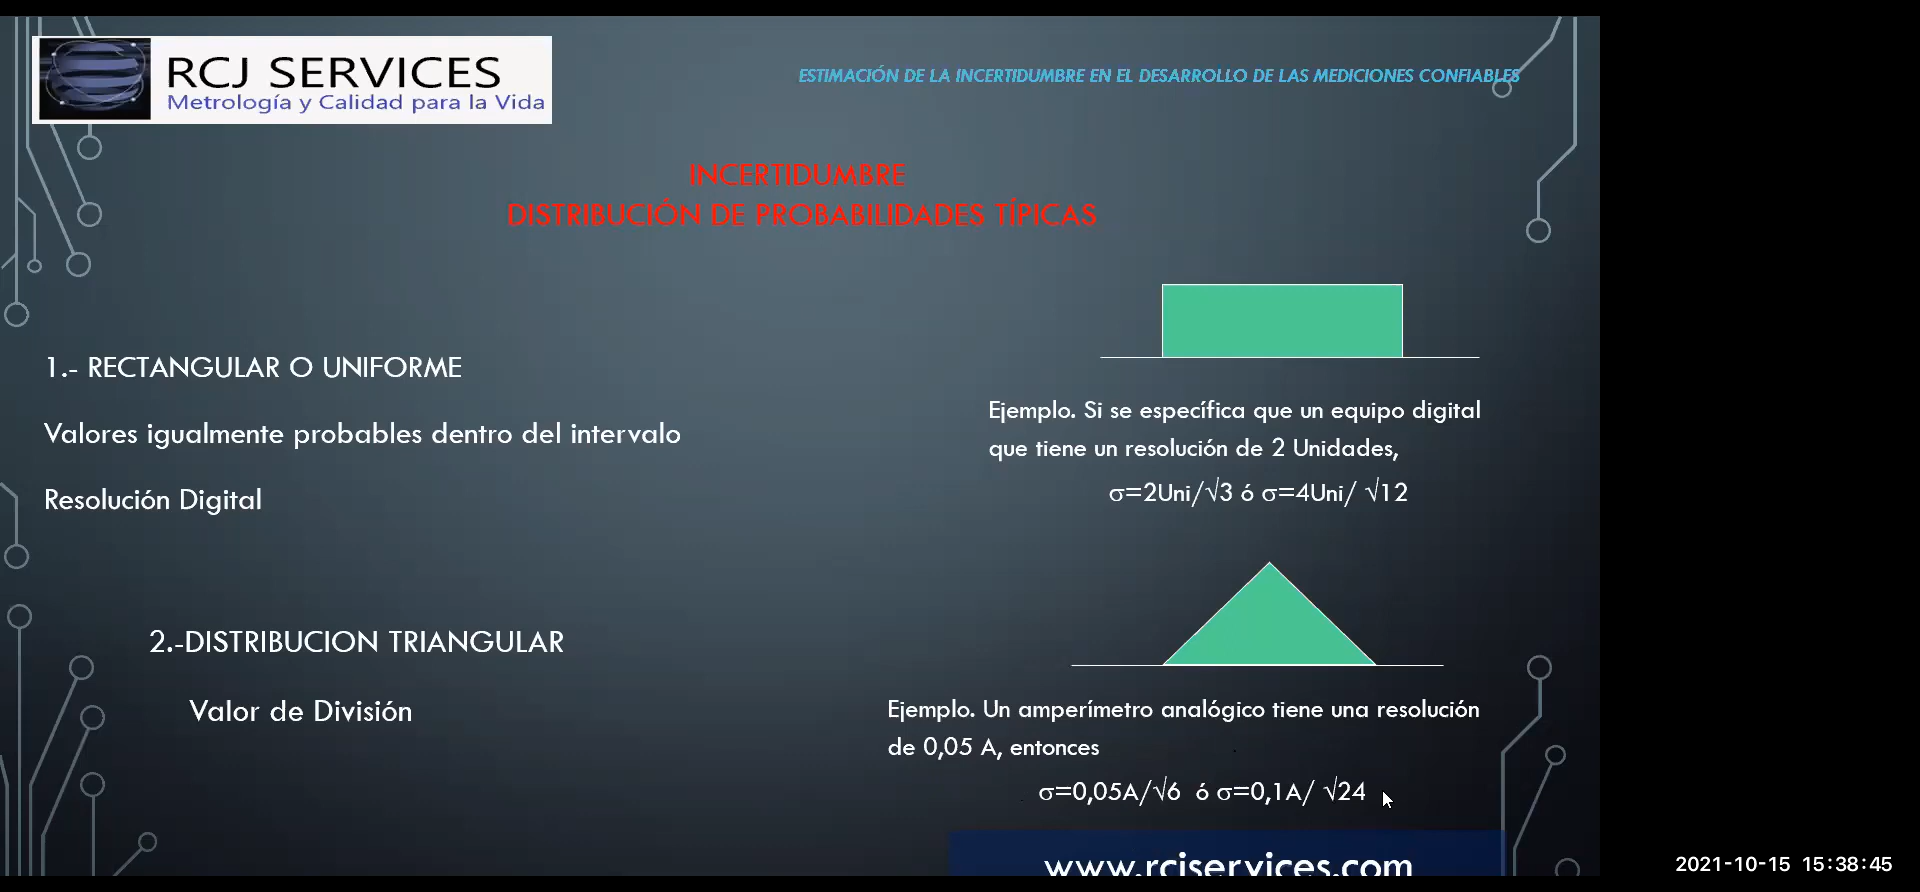 RCJ SERVICES
Metrología y Calidad para la Vida
ESTIMACIÓN DE LA INCERTIDUMBRE EN EL DESARROLLO DE LAS MEDICIONES CONFIABLES
INCERTIDUMBRE
DISTRIBUCIÓN DE PROBABILIDADES TÍPICAS
1.- RECTANGULAR O UNIFORME
Valores igualmente probables dentro del intervalo
Resolución Digital
Ejemplo. Si se específica que un equipo digital
que tiene un resolución de 2 Unidades,
σ=2Uni/√3 ó σ=4Uni/ √12
2.-DISTRIBUCION TRIANGULAR
Valor de División
Ejemplo. Un amperímetro analógico tiene una resolución
de 0,05 A, entonces
σ=0,05A/√6 ó σ=0,1A/ √24
www.rcjservices.com
2021-10-15 15:38:45